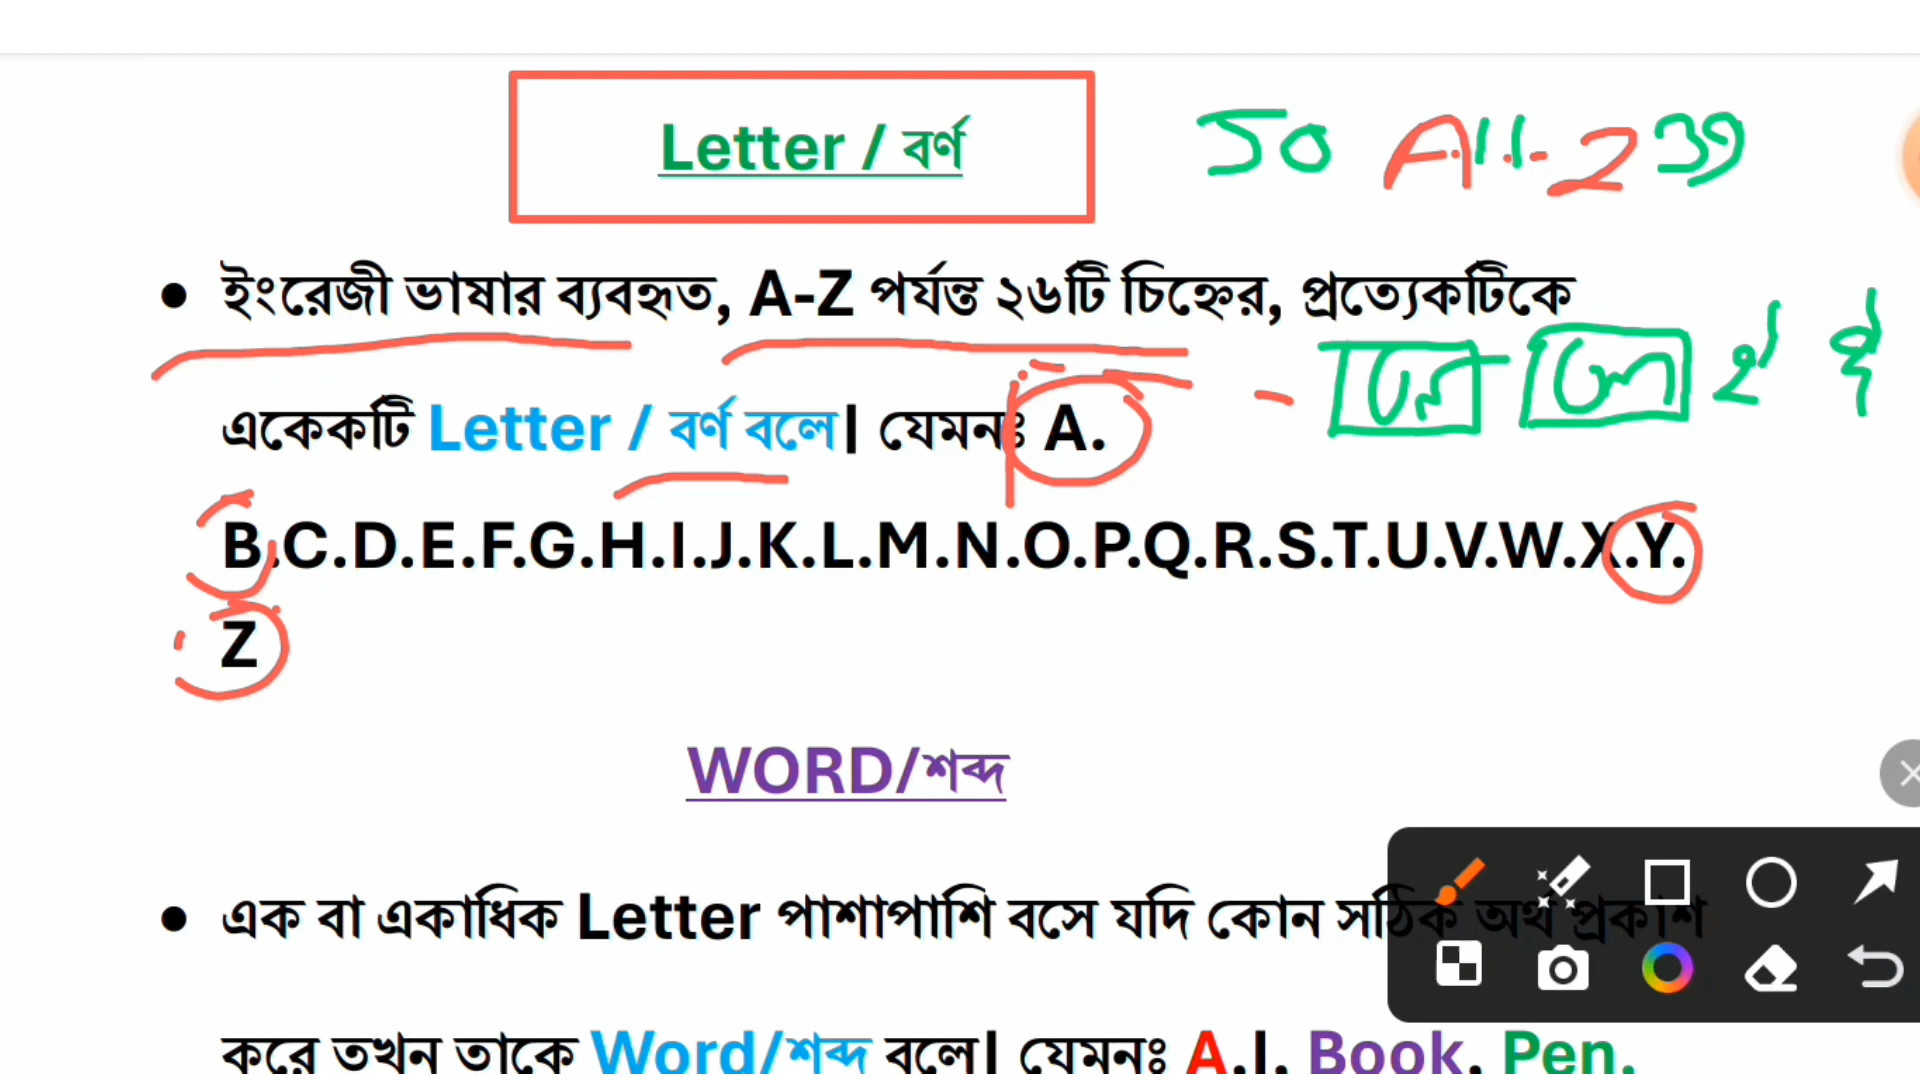 Letter / বর্ণ
ইংরেজী ভাষার ব্যবহৃত, A-Z পর্যন্ত ২৬টি চিহ্নের, প্রত্যেকটিকে
একেকটি Letter / বর্ণ বলে। যেমনঃ A.
B.C.D.E.F.G.H.I.J.K.L.M.N.O.P.Q.R.S.T.U.V.W.X.Y.
Z
WORD/শব্দ
এক বা একাধিক Letter পাশাপাশি বসে যদি কোন সঠিক অর্থ প্রকাশ
করে তখন তাকে Word/শব্দ বলে। যেমনঃ A.I. Book. Pen.